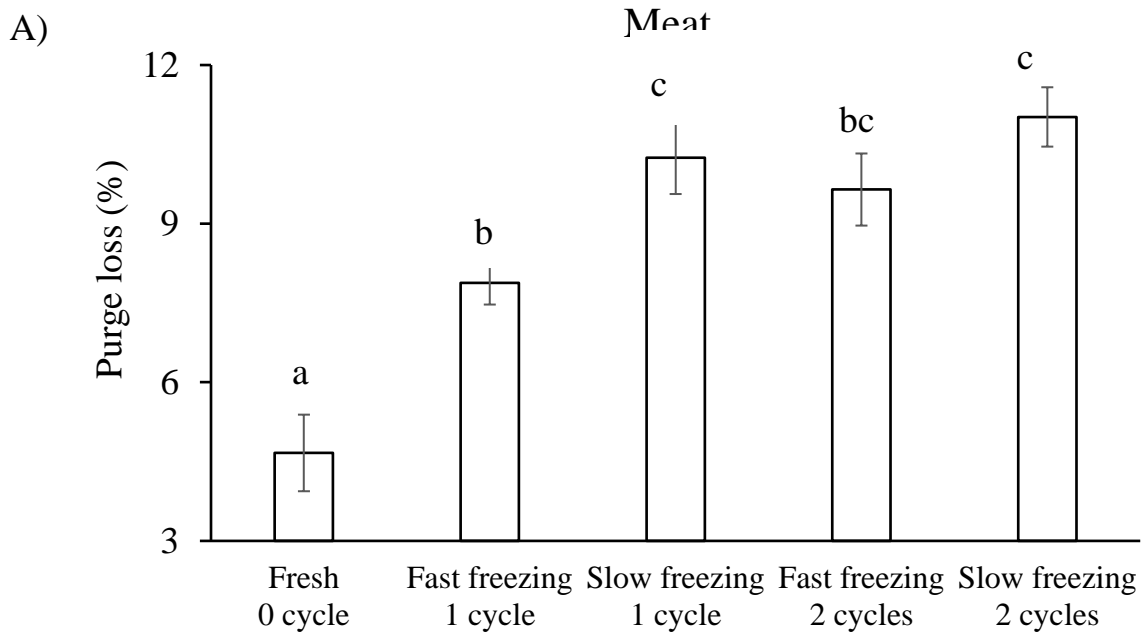 A)
Meat
12
9
6
3
Purge loss (%)
a
b
c
bc
c
Fresh
0 cycle
Fast freezing
1 cycle
Slow freezing
1 cycle
Fast freezing
2 cycles
Slow freezing
2 cycles